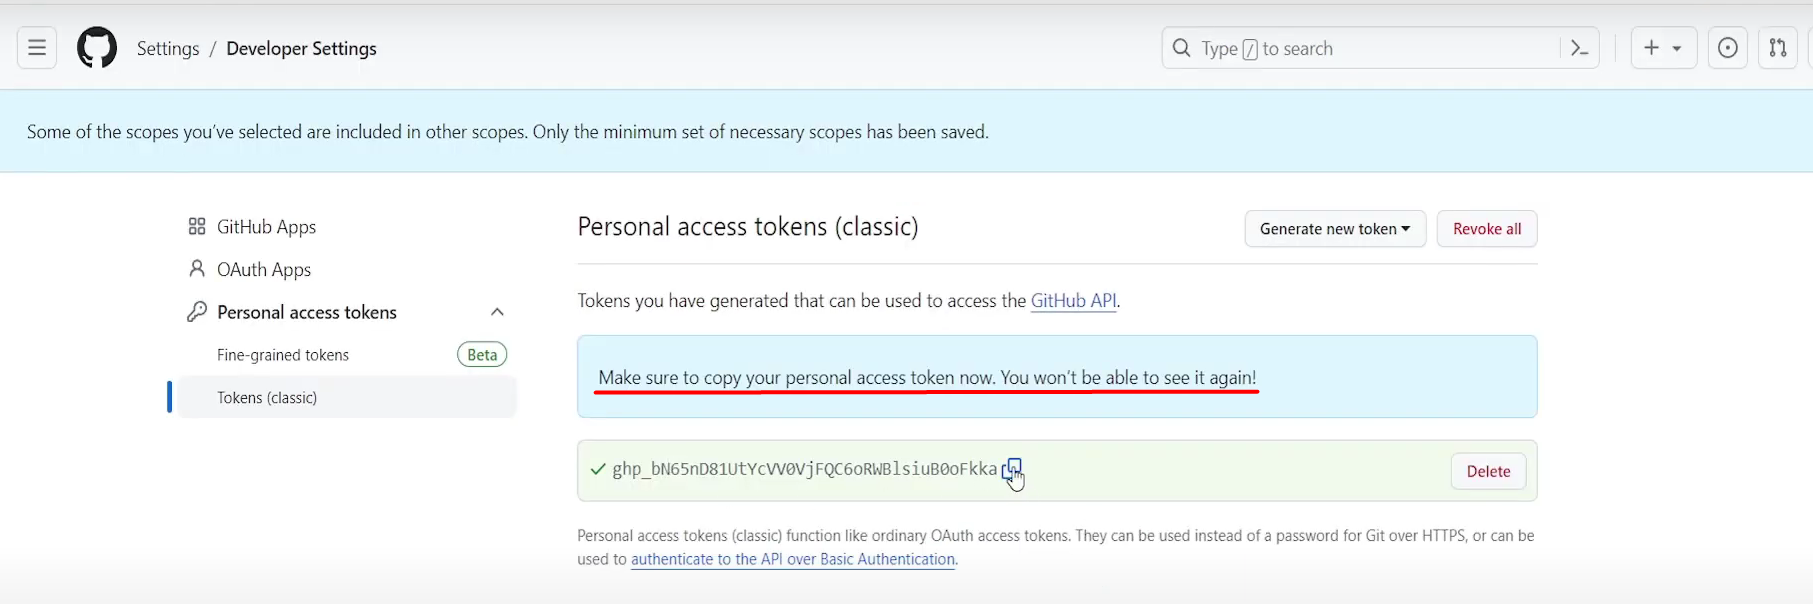 Settings / Developer Settings
Type / to search
Some of the scopes you've selected are included in other scopes. Only the minimum set of necessary scopes has been saved.
GitHub Apps
OAuth Apps
Personal access tokens
Fine-grained tokens Beta
Tokens (classic)
Personal access tokens (classic)
Generate new token
Revoke all
Tokens you have generated that can be used to access the GitHub API.
Make sure to copy your personal access token now. You won't be able to see it again!
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
Delete
Personal access tokens (classic) function like ordinary OAuth access tokens. They can be used instead of a password for Git over HTTPS, or can be
used to authenticate to the API over Basic Authentication.